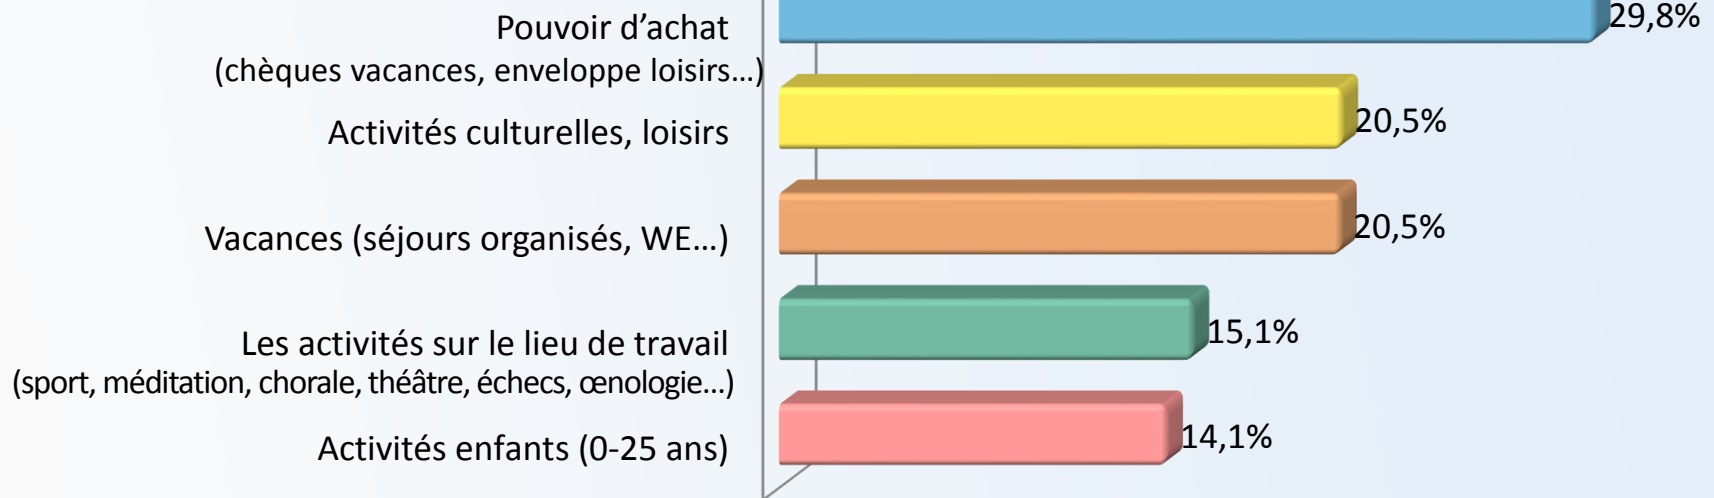 Pouvoir d’achat
29,8%
(chèques vacances, enveloppe loisirs…)
Activités culturelles, loisirs
20,5%
Vacances (séjours organisés, WE…)
20,5%
Les activités sur le lieu de travail
15,1%
(sport, méditation, chorale, théâtre, échecs, œnologie…)
Activités enfants (0-25 ans)
14,1%